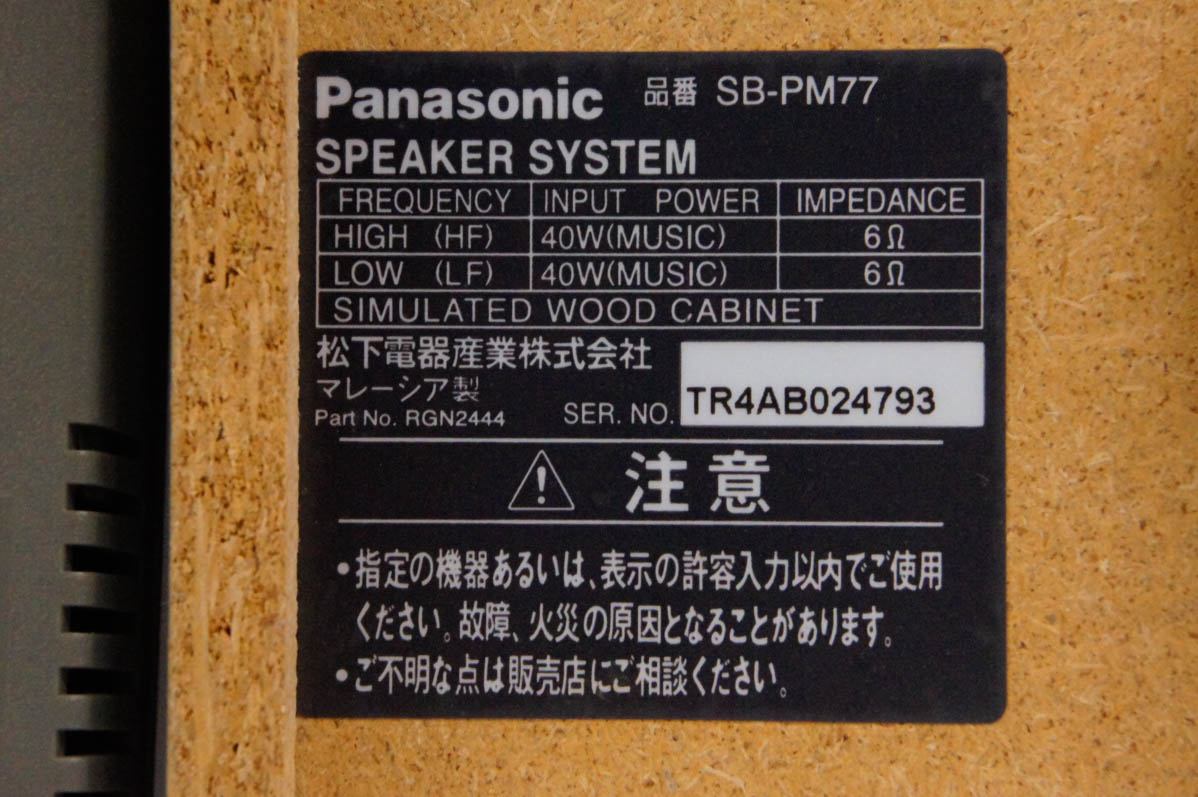 Panasonic 品番 SB-PM77
SPEAKER SYSTEM
FREQUENCY INPUT POWER IMPEDANCE
HIGH (HF) 40W(MUSIC) 6Ω
LOW (LF) 40W(MUSIC) 6Ω
SIMULATED WOOD CABINET
松下電器産業株式会社
マレーシア製
Part No. RGN2444 SER. NO. TR4AB024793
注意
•指定の機器あるいは、表示の許容入力以内でご使用
ください。故障、火災の原因となることがあります。
•ご不明な点は販売店にご相談ください。